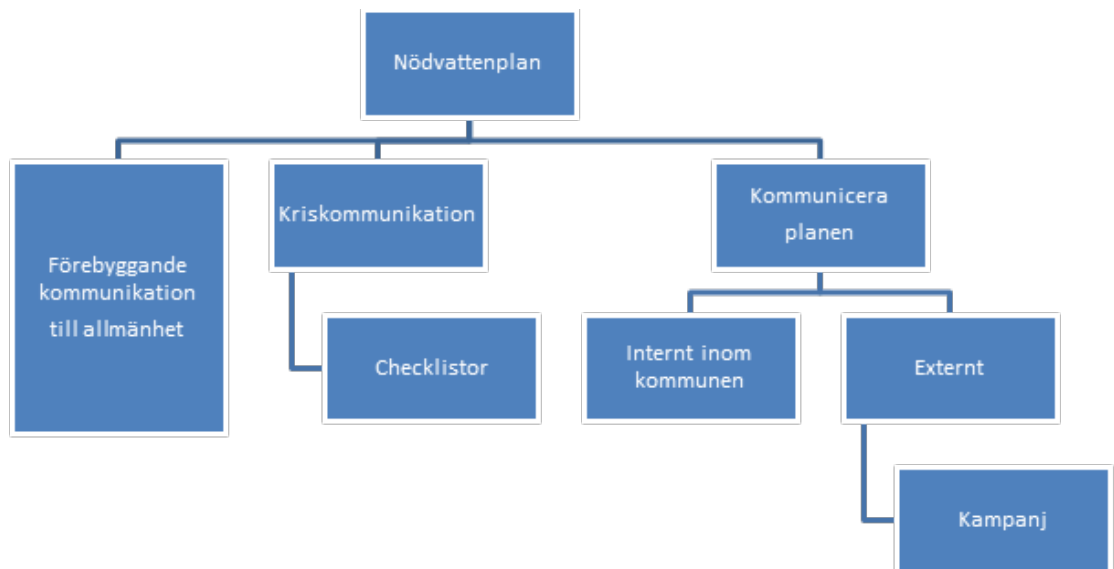 Nödvattenplan
Förebyggande
kommunikation
till allmänhet
Kriskommunikation
Checklistor
Kommunicera
planen
Internt inom
kommunen
Externt
Kampanj